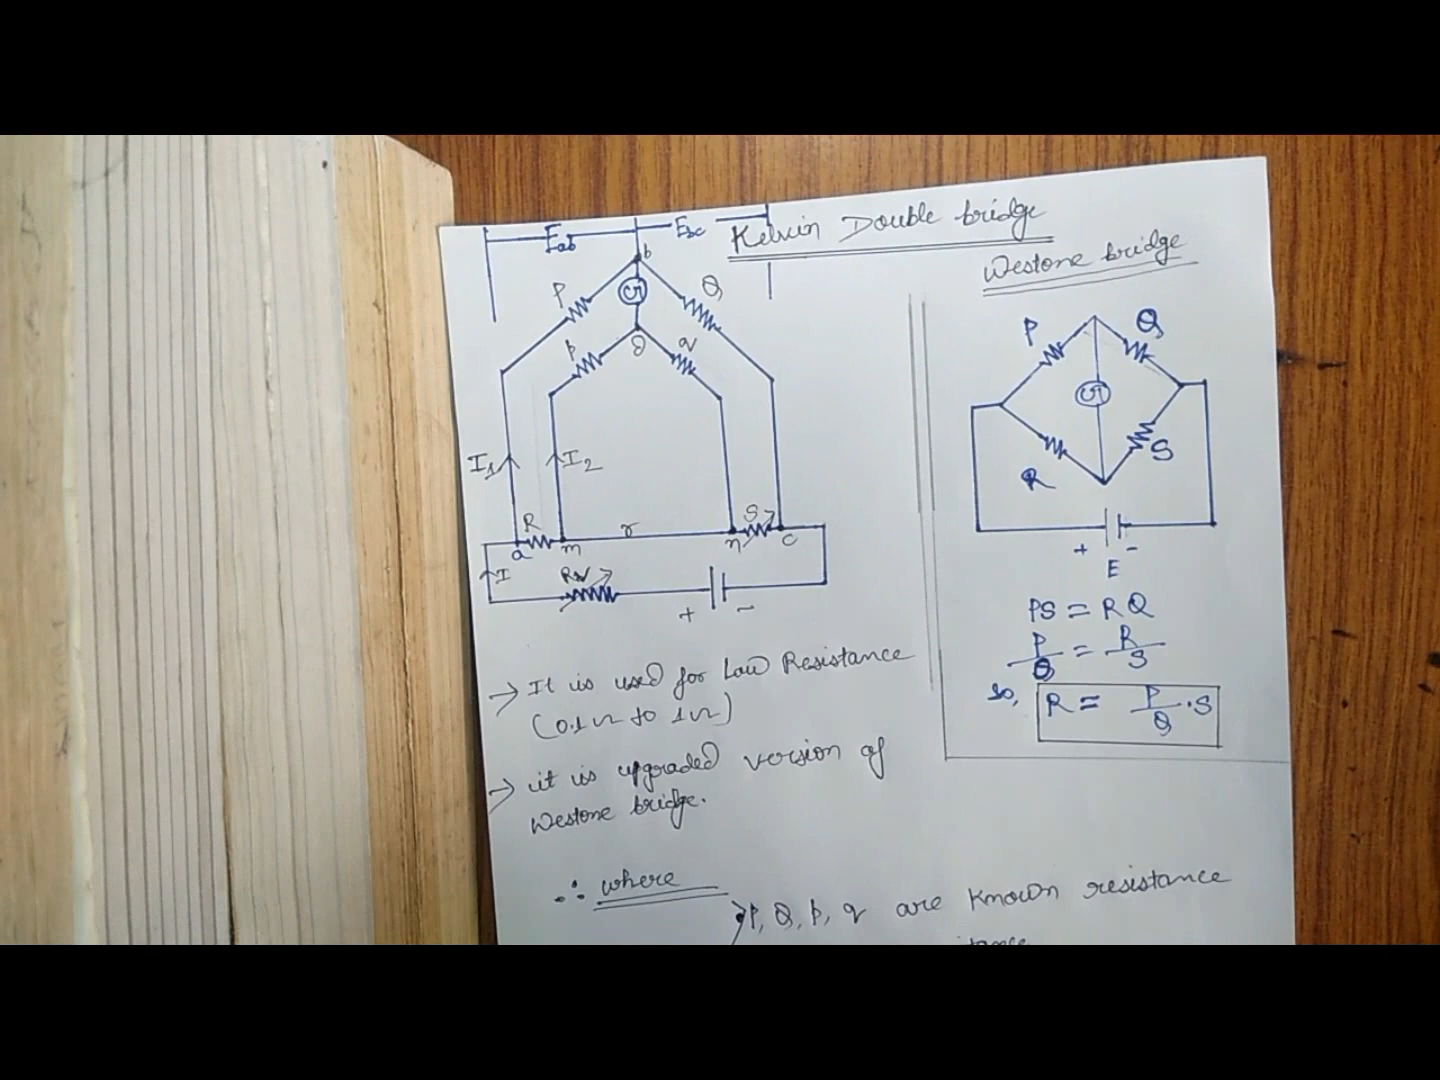 Kelvin Double bridge
Eab Ebc
b
P G Q
p d q
I1 I2
R r S
a m n c
I Rv
+ -
→ It is used for Low Resistance
(0.1Ω to 1Ω)
→ it is upgraded version of
Westone bridge.
∴ where
P, Q, p, q are known resistance
Westone bridge
P Q
G
R S
+ -
E
PS = RQ
P/Q = R/S
so, R = P/Q · S